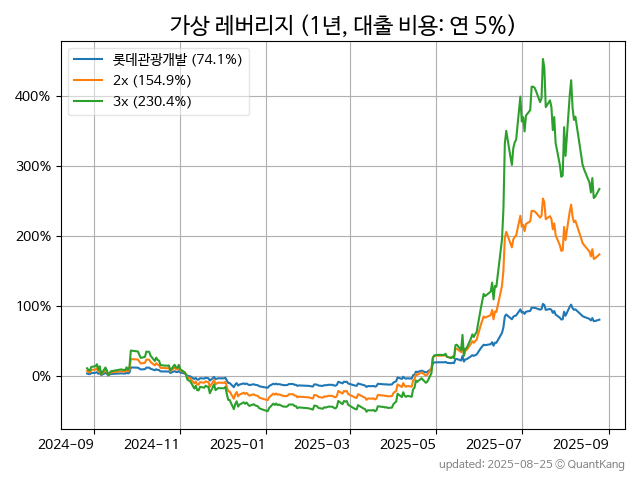 가상 레버리지 (1년, 대출 비용: 연 5%)
롯데관광개발 (74.1%)
2x (154.9%)
3x (230.4%)
400%
300%
200%
100%
0%
2024-09 2024-11 2025-01 2025-03 2025-05 2025-07 2025-09
updated: 2025-08-25 © QuantKang